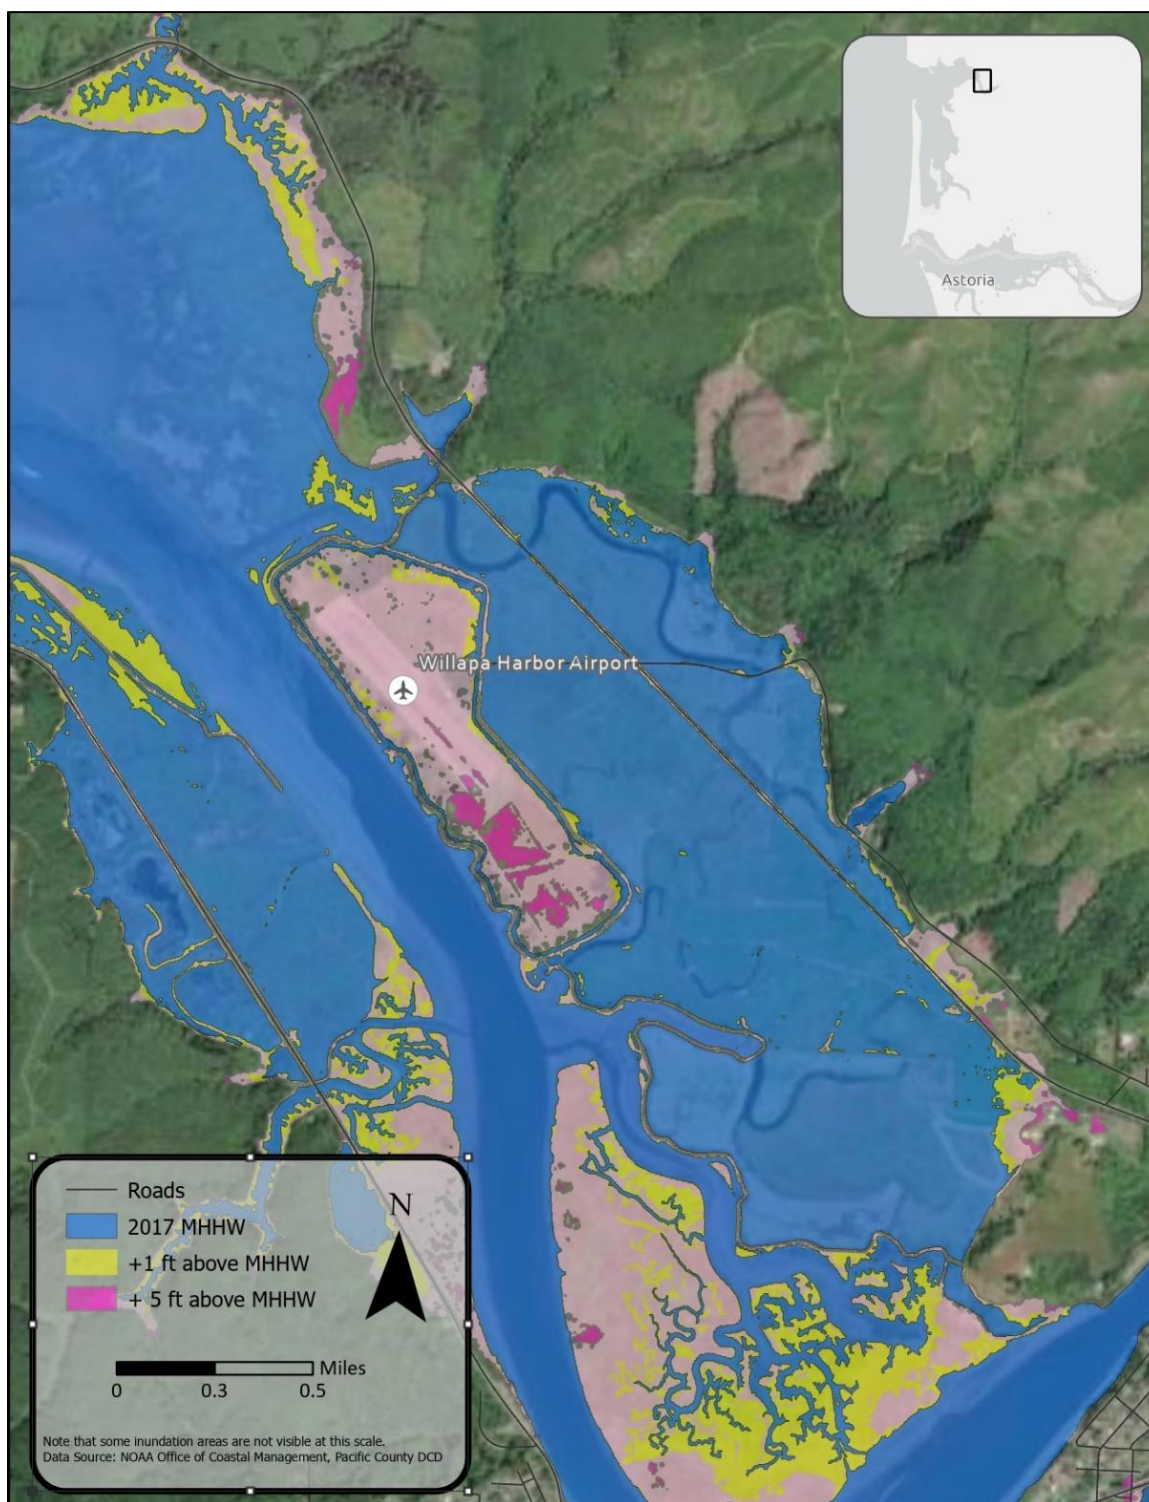 Astoria
Willapa Harbor Airport
Roads
2017 MHHW
+1 ft above MHHW
+ 5 ft above MHHW
N
Miles
0 0.3 0.5
Note that some inundation areas are not visible at this scale.
Data Source: NOAA Office of Coastal Management, Pacific County DCD